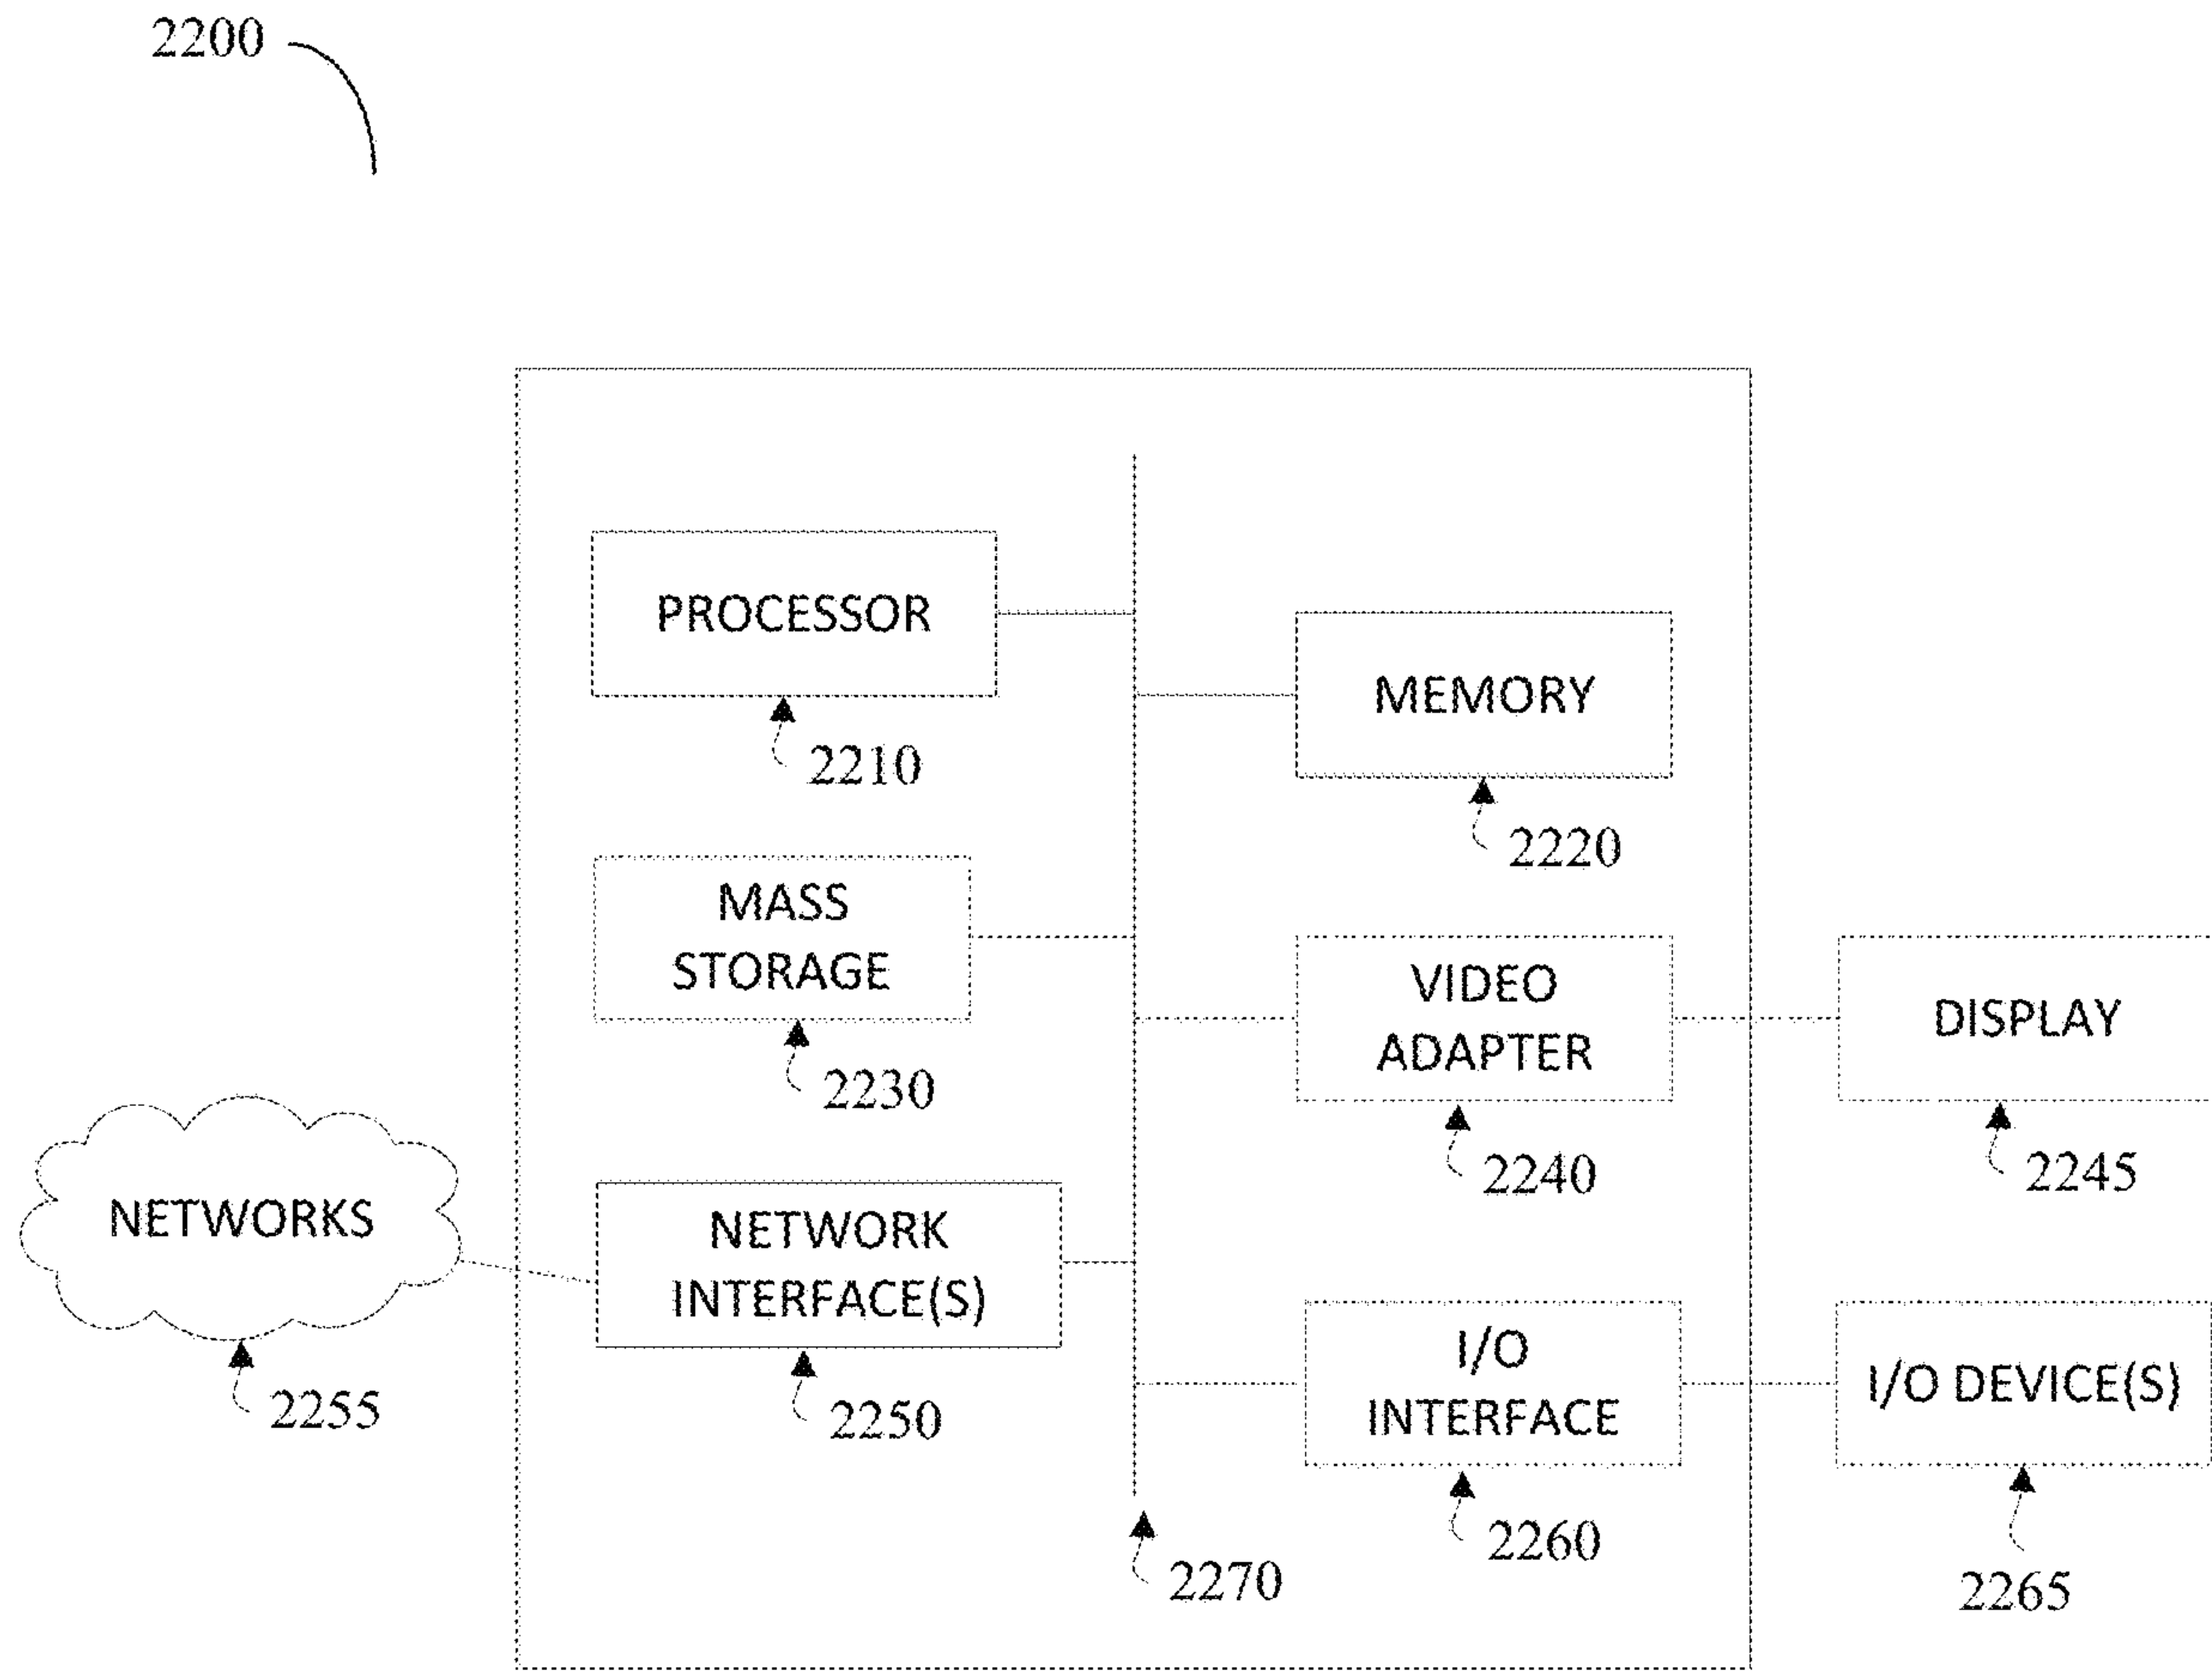 2200
PROCESSOR
2210
MEMORY
2220
MASS
STORAGE
2230
VIDEO
ADAPTER
2240
DISPLAY
2245
NETWORKS
2255
NETWORK
INTERFACE(S)
2250
I/O
INTERFACE
2260
I/O DEVICE(S)
2265
2270